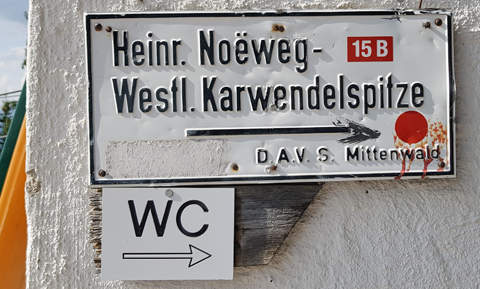 Heinr. Noëweg- 15 B
Westl. Karwendelspitze
D.A.V. S. Mittenwald
WC